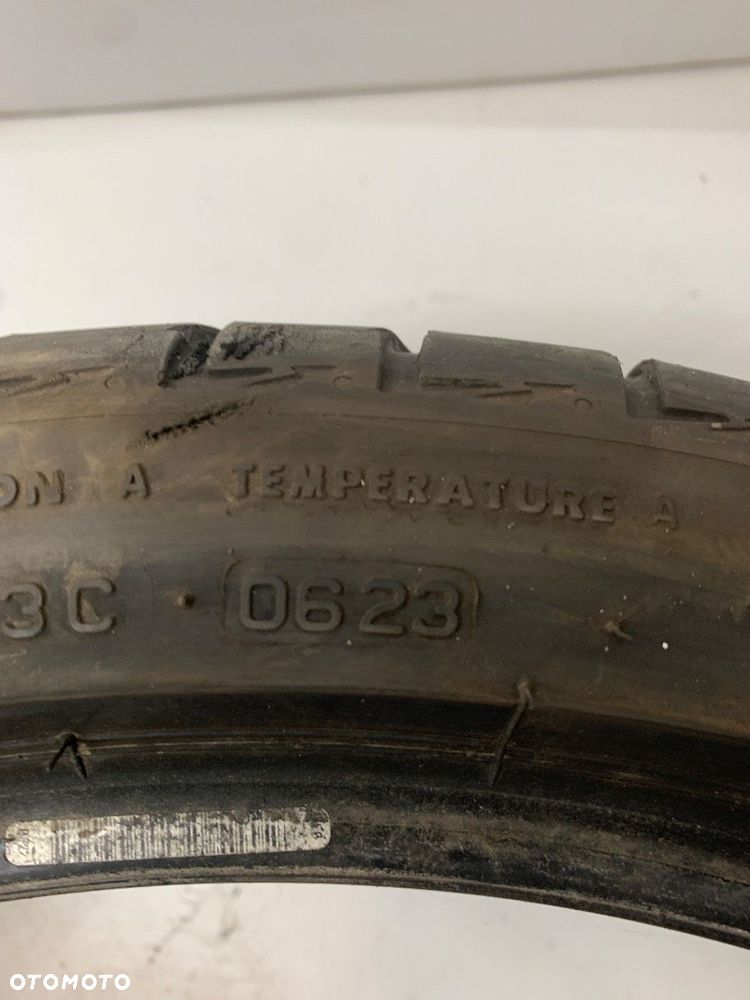 ON A TEMPERATURE A
3C 0623
OTOMOTO